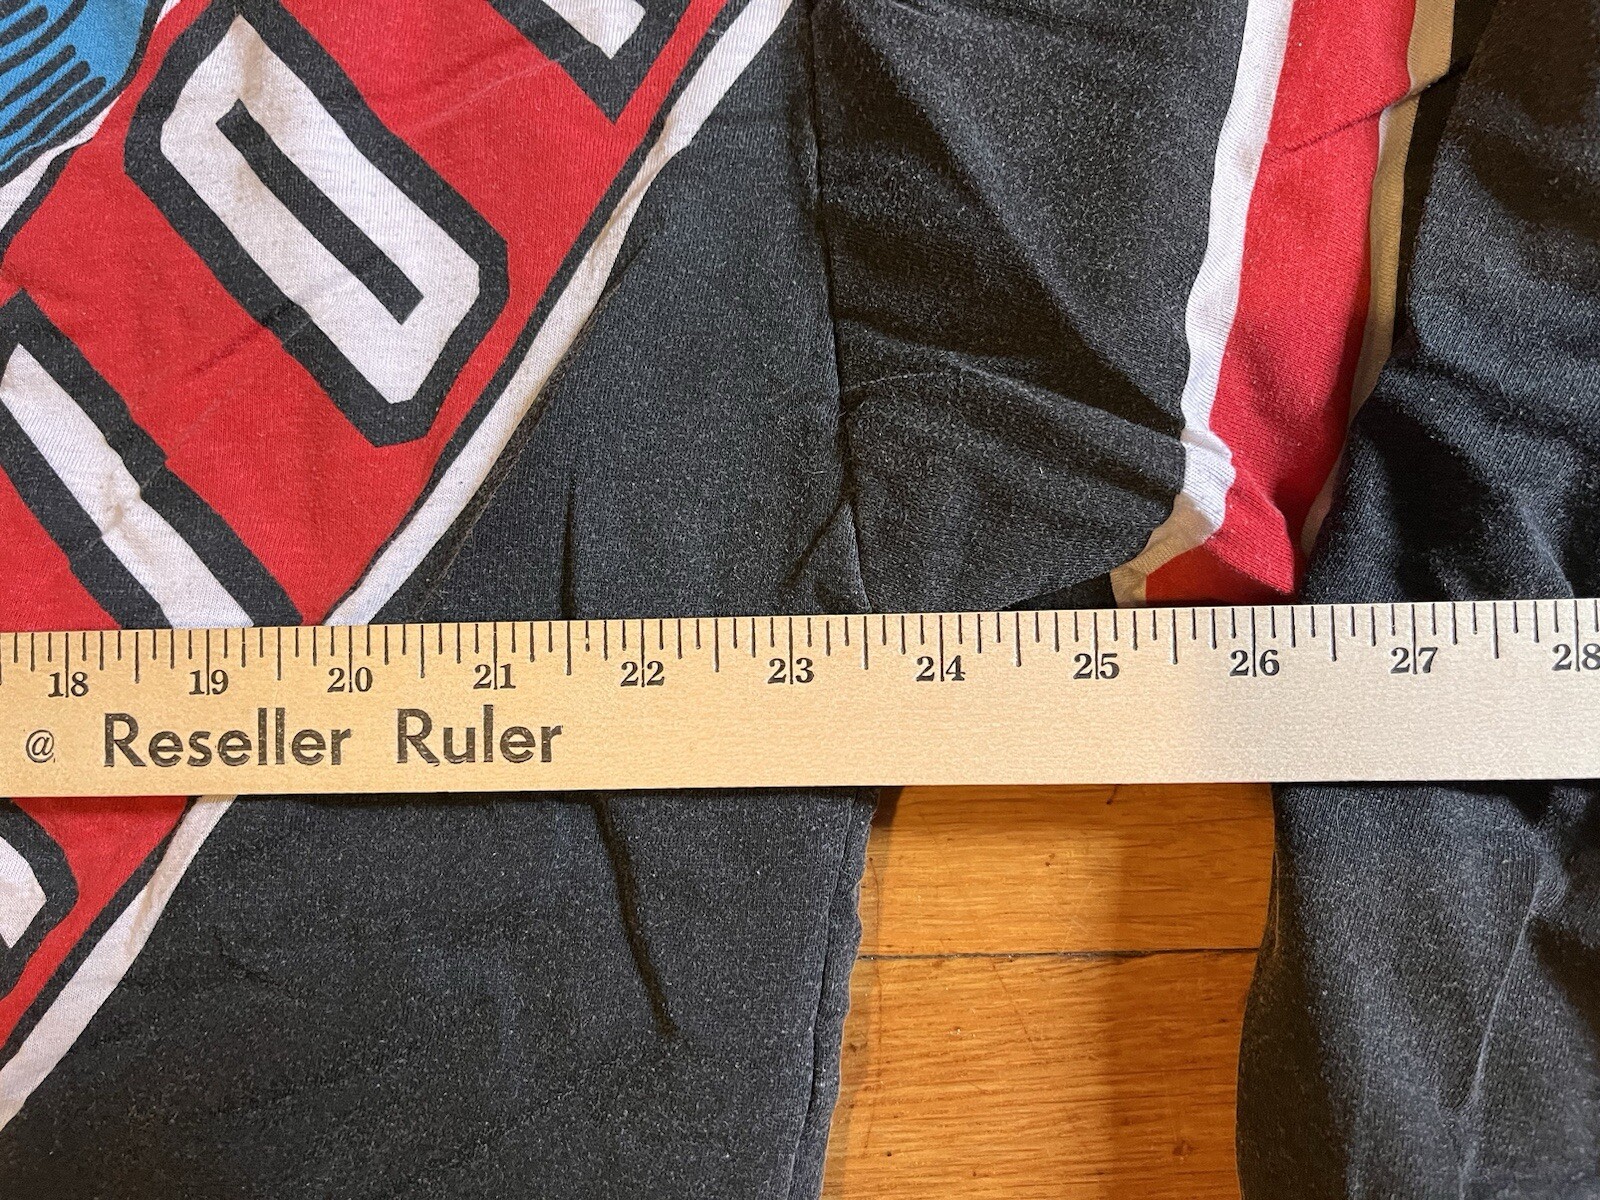 18 19 20 21 22 23 24 25 26 27 28
@ Reseller Ruler